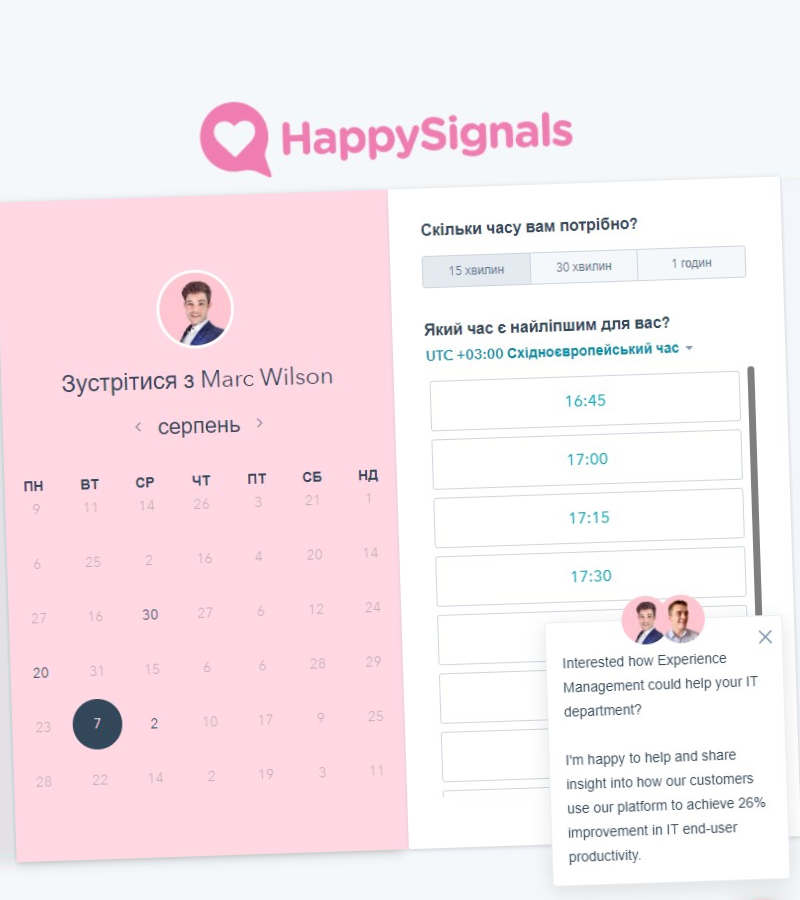 HappySignals
Зустрітися з Marc Wilson
серпень
ПН ВТ СР ЧТ ПТ СБ НД
9 11 14 26 3 21 1
6 25 2 16 4 20 14
27 16 30 27 6 12 24
20 31 15 6 6 28 29
23 7 2 10 17 9 25
28 22 14 2 19 3 11
Скільки часу вам потрібно?
15 хвилин 30 хвилин 1 годин
Який час є найліпшим для вас?
UTC +03:00 Східноєвропейський час
16:45
17:00
17:15
17:30
Interested how Experience
Management could help your IT
department?
I'm happy to help and share
insight into how our customers
use our platform to achieve 26%
improvement in IT end-user
productivity.